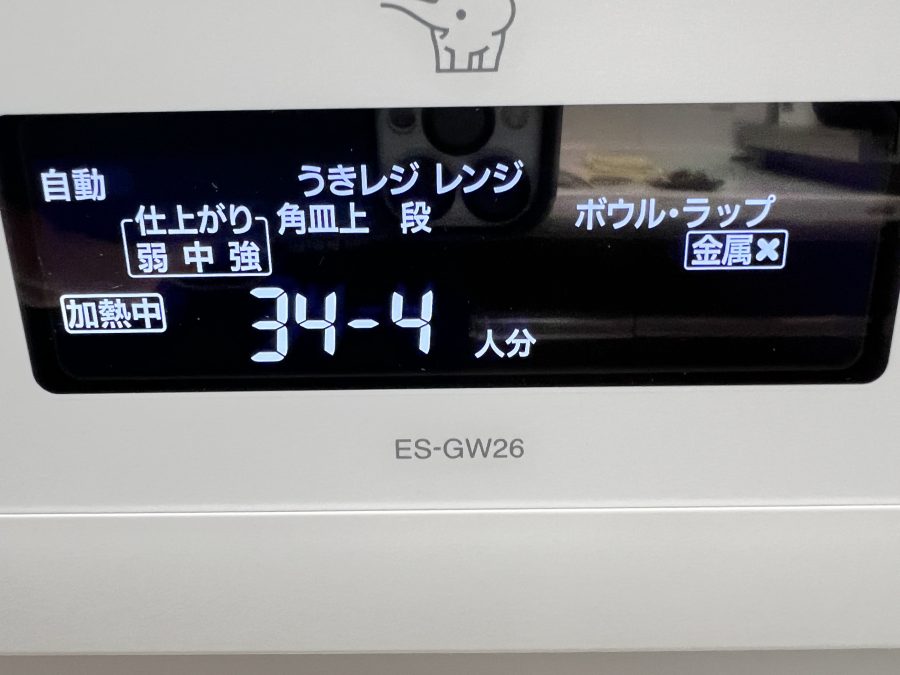 自動 うきレジ レンジ
仕上がり 角皿上 段 ボウル・ラップ
弱 中 強 金属✖
加熱中 34-4 人分
ES-GW26